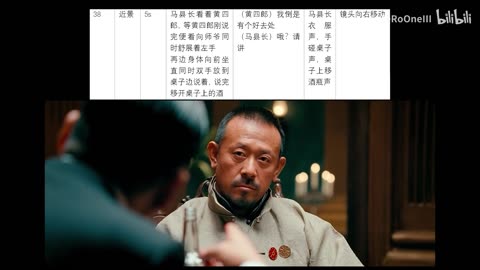 38
近景
5s
马县长看着黄四
郎，等黄四郎刚说
完便看向师爷同
时舒展着左手
再边身体向前坐
直同时双手放到
桌子边说着，说完
移开桌子上的酒
（黄四郎）我倒是
有个好去处
（马县长）哦？请
讲
马县长
衣服
声，手
碰桌子
声，桌
子上移
酒瓶声
镜头向右移动
RoOneIII
bilibili